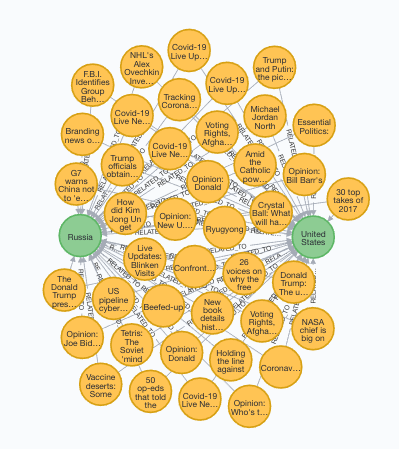 Covid-19
Live Up…
NHL's
Alex
Ovechkin
Inve…
Trump
and Putin:
the pic…
F.B.I.
Identifies
Group
Beh…
Covid-19
Live Up…
Tracking
Corona…
Covid-19
Live Ne…
Michael
Jordan
North
Essential
Politics:
Branding
news o…
Voting
Rights,
Afgha…
Covid-19
Live Ne…
Trump
officials
obtain…
Amid
the
Catholic
pow…
Opinion:
Bill Barr's
G7
warns
China not
to 'e…
Opinion:
Donald
30 top
takes of
2017
How did
Kim
Jong Un
get
Crystal
Ball: What
will ha…
Opinion:
New U.…
Ryugyong
Russia
United
States
Live
Updates:
Blinken
Visits
Confront…
26
voices on
why the
free
Donald
Trump:
The u…
The
Donald
Trump
pres…
US
pipeline
cyber…
Beefed-up
New
book
details
hist…
Voting
Rights,
Afgha…
NASA
chief is
big on
Opinion:
Joe Bid…
Tetris:
The
Soviet
'mind
Opinion:
Donald
Holding
the line
against
Coronav…
Vaccine
deserts:
Some
50
op-eds
that told
the
Covid-19
Live Ne…
Opinion:
Who's t…